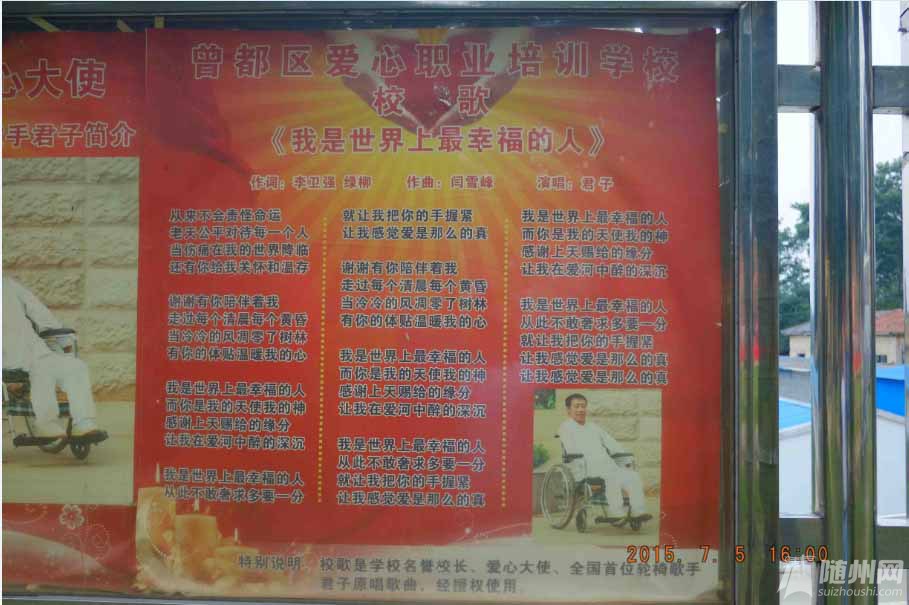 心大使
手君子简介
曾都区爱心职业培训学校
校 歌
《我是世界上最幸福的人》
作词：李卫强 绿柳 作曲：闫雪峰 演唱：君子
从来不会责怪命运
老天公平对待每一个人
当伤痛在我的世界降临
还有你给我关怀和温存
谢谢有你陪伴着我
走过每个清晨每个黄昏
当冷冷的风凋零了树林
有你的体贴温暖我的心
我是世界上最幸福的人
而你是我的天使我的神
感谢上天赐给的缘分
让我在爱河中醉的深沉
我是世界上最幸福的人
从此不敢奢求多要一分
就让我把你的手握紧
让我感觉爱是那么的真
谢谢有你陪伴着我
走过每个清晨每个黄昏
当冷冷的风凋零了树林
有你的体贴温暖我的心
我是世界上最幸福的人
而你是我的天使我的神
感谢上天赐给的缘分
让我在爱河中醉的深沉
我是世界上最幸福的人
从此不敢奢求多要一分
就让我把你的手握紧
让我感觉爱是那么的真
我是世界上最幸福的人
而你是我的天使我的神
感谢上天赐给的缘分
让我在爱河中醉的深沉
我是世界上最幸福的人
从此不敢奢求多要一分
就让我把你的手握紧
让我感觉爱是那么的真
让我感觉爱是那么的真
特别说明：校歌是学校名誉校长、爱心大使、全国首位轮椅歌手
君子原唱歌曲，经授权使用。
2015. 7. 5 16:00
随州网
suizhoushi.com